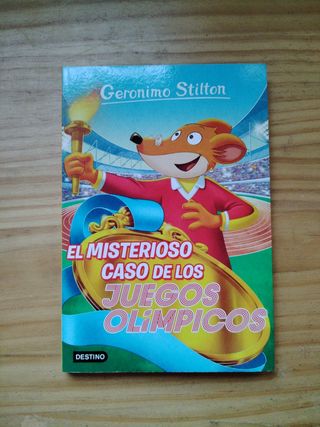 Geronimo Stilton
EL MISTERIOSO
CASO DE LOS
JUEGOS
OLÍMPICOS
DESTINO